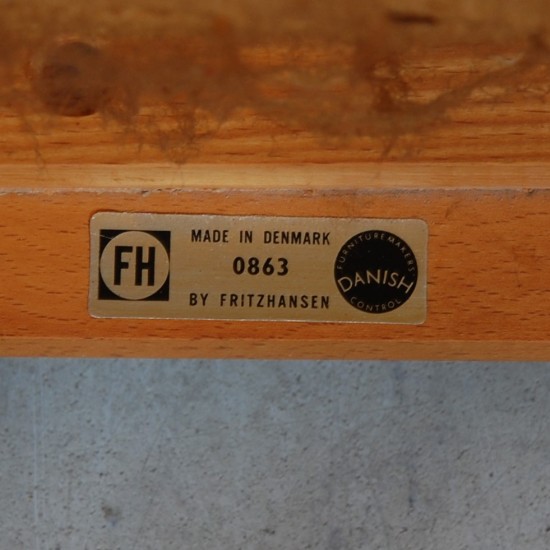 FH
MADE IN DENMARK
0863
BY FRITZHANSEN
FURNITUREMAKERS'
DANISH
CONTROL